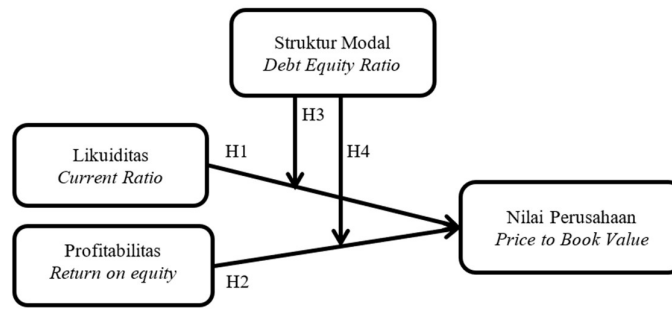 Struktur Modal
Debt Equity Ratio
H3
H1
H4
Likuiditas
Current Ratio
Profitabilitas
Return on equity
H2
Nilai Perusahaan
Price to Book Value